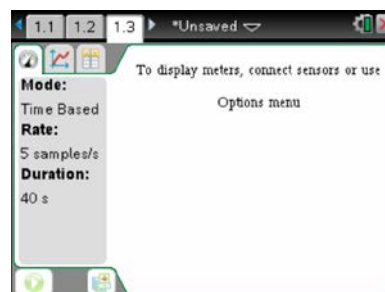 1.1 1.2 1.3 *Unsaved
To display meters, connect sensors or use
Options menu
Mode:
Time Based
Rate:
5 samples/s
Duration:
40 s